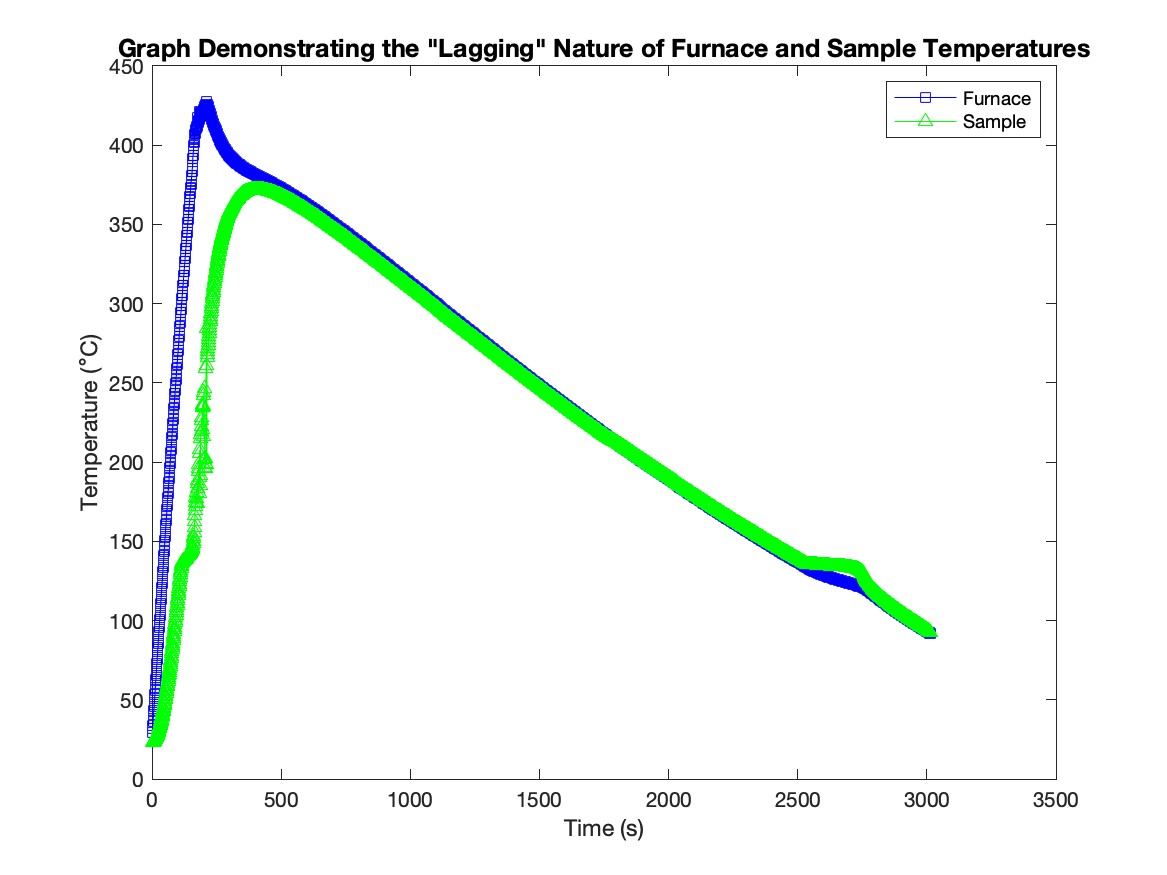 Graph Demonstrating the "Lagging" Nature of Furnace and Sample Temperatures
450
400
350
300
250
200
150
100
50
0
Temperature (°C)
Furnace
Sample
0 500 1000 1500 2000 2500 3000 3500
Time (s)